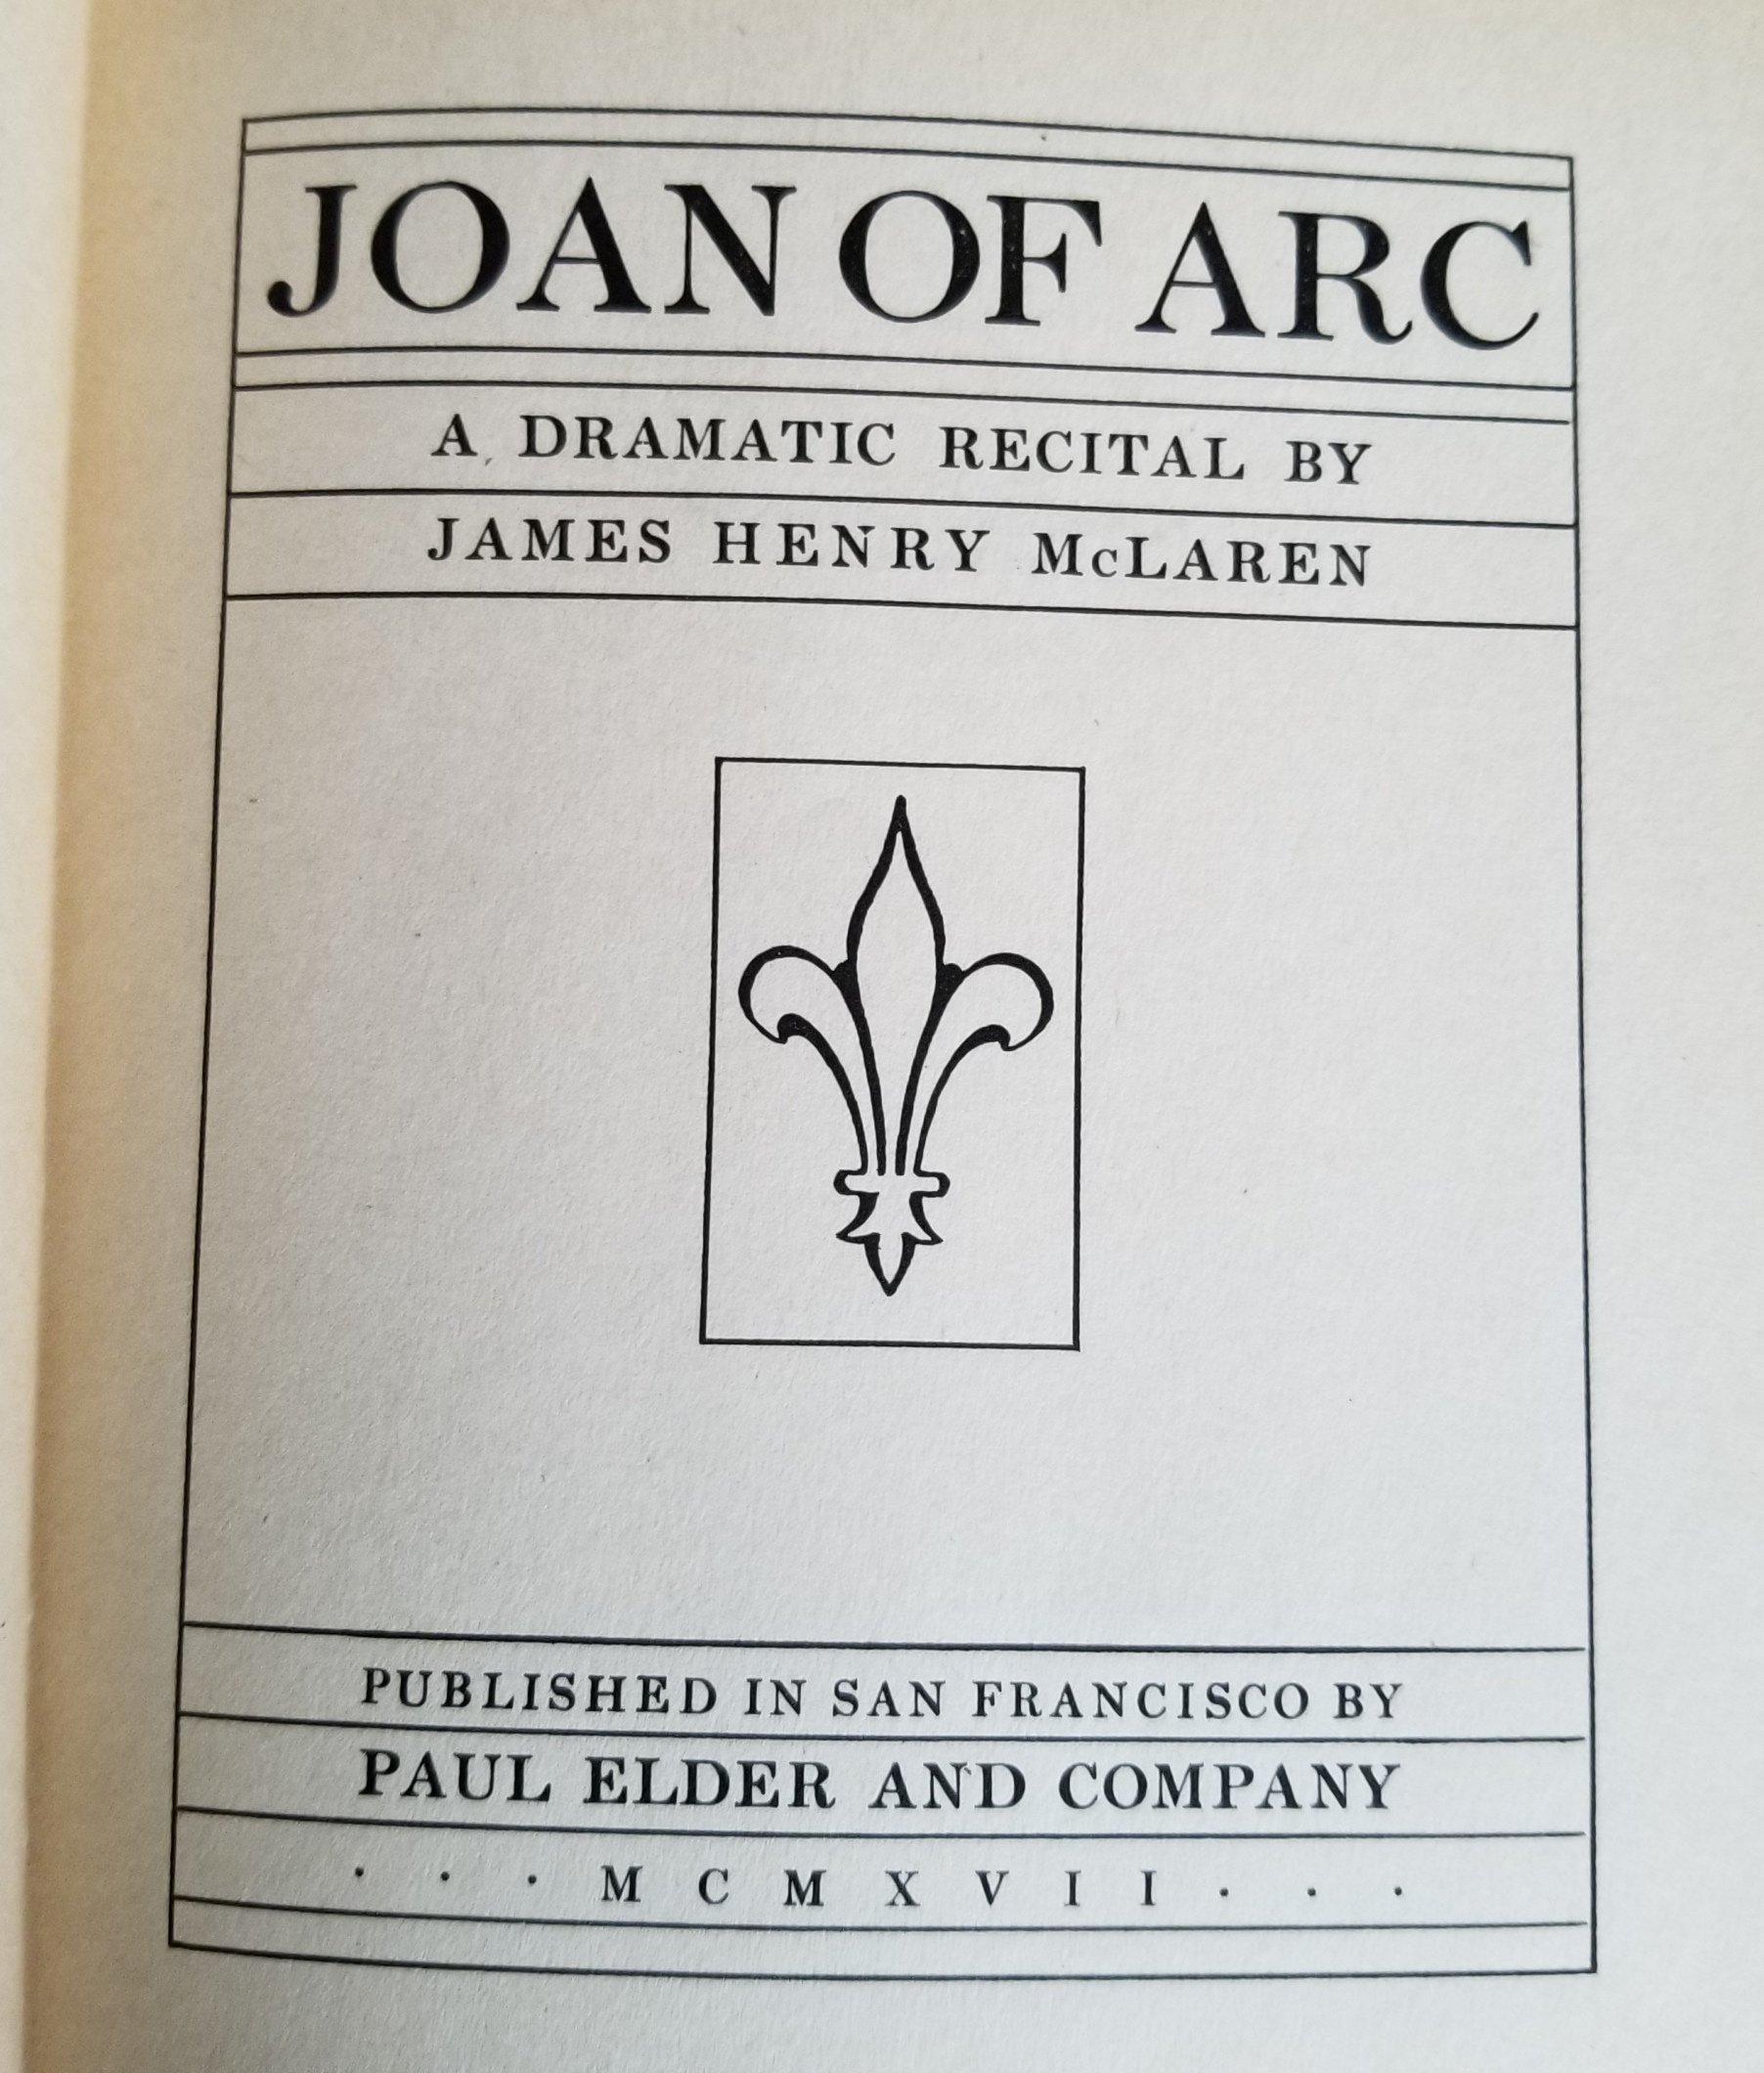 JOAN OF ARC
A DRAMATIC RECITAL BY
JAMES HENRY McLAREN
PUBLISHED IN SAN FRANCISCO BY
PAUL ELDER AND COMPANY
· · · M C M X V I I · · ·